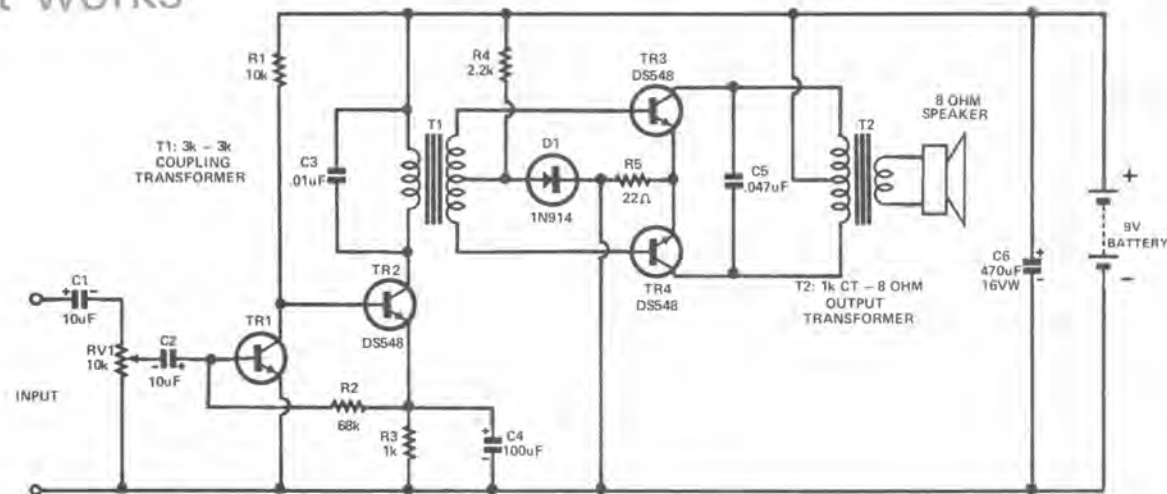 works
R1
10k
R4
2.2k
TR3
DS548
8 OHM
SPEAKER
T1: 3k – 3k
COUPLING
TRANSFORMER
C3
.01uF
T1
D1
1N914
R5
22Ω
C5
.047uF
T2
+
9V
BATTERY
–
C6
470uF
16VW
+
-
TR4
DS548
T2: 1k CT – 8 OHM
OUTPUT
TRANSFORMER
C1
+ -
10uF
TR2
DS548
TR1
RV1
10k
C2
- +
10uF
INPUT
R2
68k
R3
1k
+
C4
100uF
-